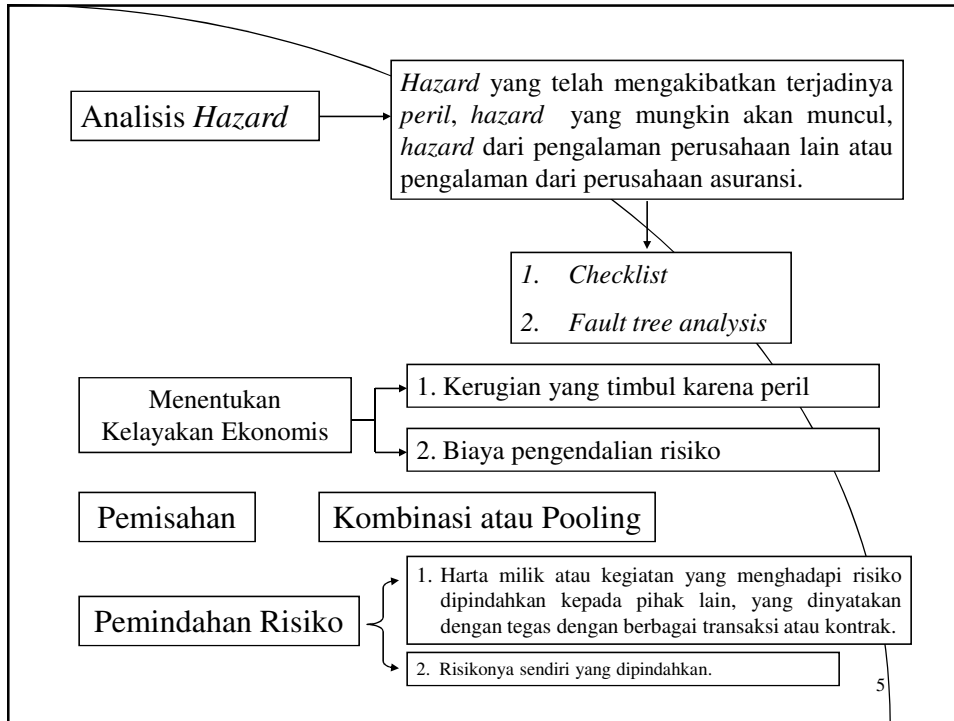 Analisis Hazard
Hazard yang telah mengakibatkan terjadinya
peril, hazard yang mungkin akan muncul,
hazard dari pengalaman perusahaan lain atau
pengalaman dari perusahaan asuransi.
1. Checklist
2. Fault tree analysis
Menentukan
Kelayakan Ekonomis
1. Kerugian yang timbul karena peril
2. Biaya pengendalian risiko
Pemisahan
Kombinasi atau Pooling
Pemindahan Risiko
1. Harta milik atau kegiatan yang menghadapi risiko
dipindahkan kepada pihak lain, yang dinyatakan
dengan tegas dengan berbagai transaksi atau kontrak.
2. Risikonya sendiri yang dipindahkan.
5